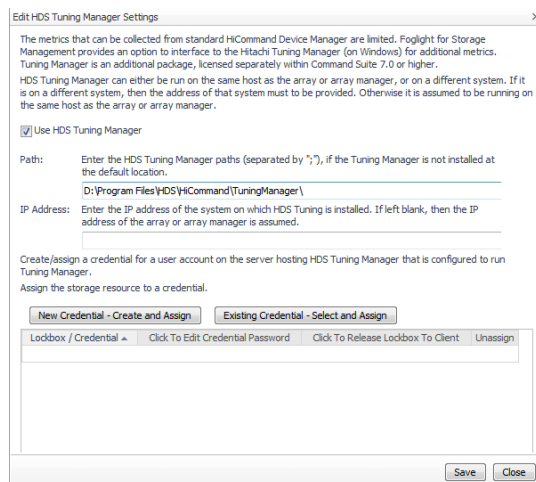 Edit HDS Tuning Manager Settings
The metrics that can be collected from standard HiCommand Device Manager are limited. Foglight for Storage
Management provides an option to interface to the Hitachi Tuning Manager (on Windows) for additional metrics.
Tuning Manager is an additional package, licensed separately within Command Suite 7.0 or higher.
HDS Tuning Manager can either be run on the same host as the array or array manager, or on a different system. If it
is on a different system, then the address of that system must to be provided. Otherwise it is assumed to be running on
the same host as the array or array manager.
Use HDS Tuning Manager
Path: Enter the HDS Tuning Manager paths (separated by ";"), if the Tuning Manager is not installed at
the default location.
D:\Program Files\HDS\HiCommand\TuningManager\
IP Address: Enter the IP address of the system on which HDS Tuning is installed. If left blank, then the IP
address of the array or array manager is assumed.
Create/assign a credential for a user account on the server hosting HDS Tuning Manager that is configured to run
Tuning Manager.
Assign the storage resource to a credential.
New Credential - Create and Assign Existing Credential - Select and Assign
Lockbox / Credential Click To Edit Credential Password Click To Release Lockbox To Client Unassign
Save Close